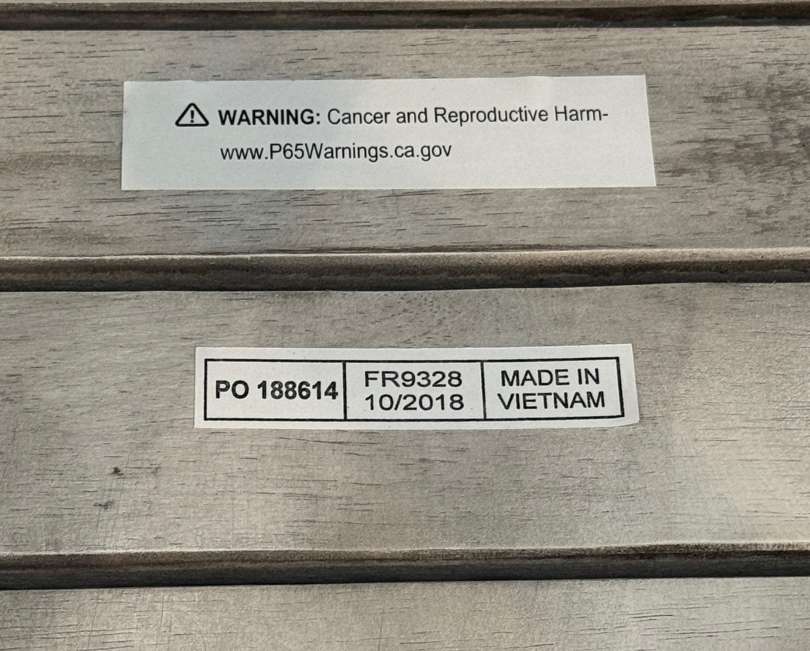 ⚠ WARNING: Cancer and Reproductive Harm-
www.P65Warnings.ca.gov
PO 188614
FR9328
10/2018
MADE IN
VIETNAM